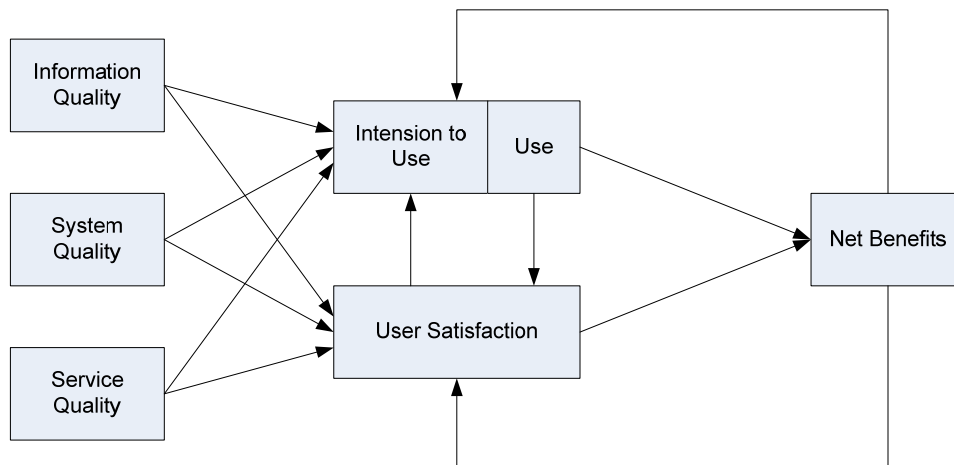 Information
Quality
Intension to
Use
Use
System
Quality
Net Benefits
User Satisfaction
Service
Quality